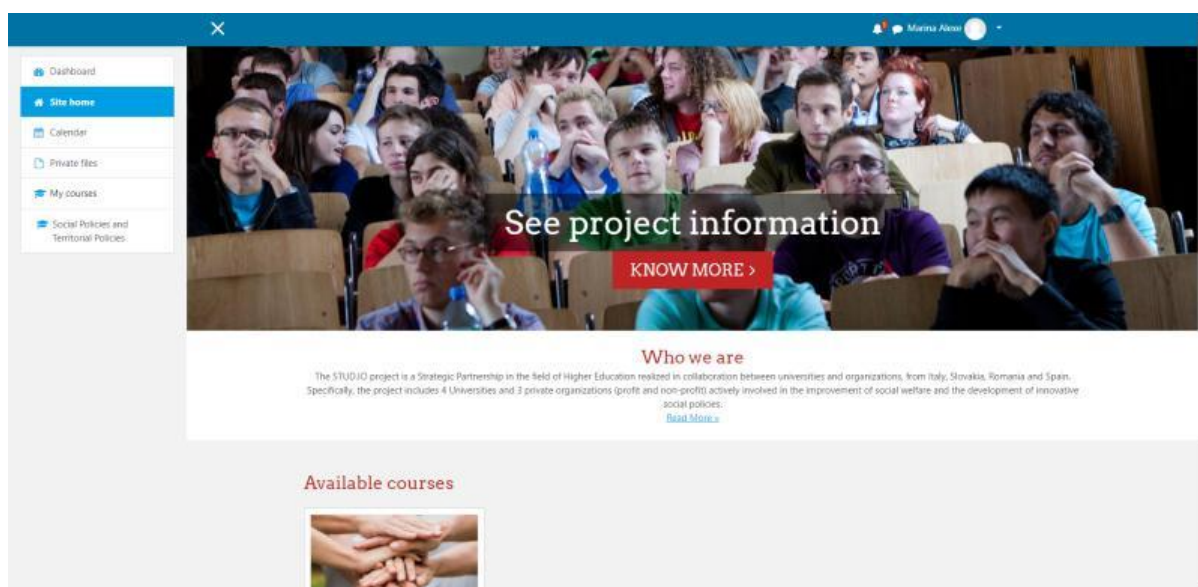 Marina Alexe
Dashboard
Site home
Calendar
Private files
My courses
Social Policies and
Territorial Policies
See project information
KNOW MORE >
Who we are
The STUD.IO project is a Strategic Partnership in the field of Higher Education realized in collaboration between universities and organizations, from Italy, Slovakia, Romania and Spain.
Specifically, the project includes 4 Universities and 3 private organizations (profit and non-profit) actively involved in the improvement of social welfare and the development of innovative
social policies.
Read More »
Available courses